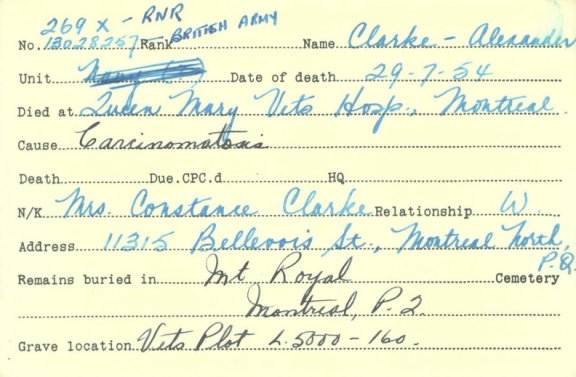 269 X - RNR
No. 13028257 Rank BRITISH ARMY Name Clarke - Alexander
Unit Date of death 29-7-54
Died at Queen Mary Vets Hosp., Montreal.
Cause Carcinomatosis
Death Due.CPC.d HQ
N/K Mrs. Constance Clarke Relationship W.
Address 11315 Bellevois St., Montreal North, P.Q.
Remains buried in Mt Royal Cemetery
Montreal, P.Q.
Grave location Vets Plot L.5000-160.